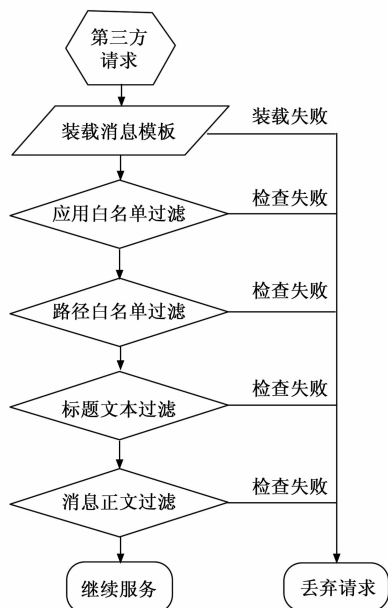 第三方
请求
装载消息模板
装载失败
应用白名单过滤
检查失败
路径白名单过滤
检查失败
标题文本过滤
检查失败
消息正文过滤
检查失败
继续服务
丢弃请求